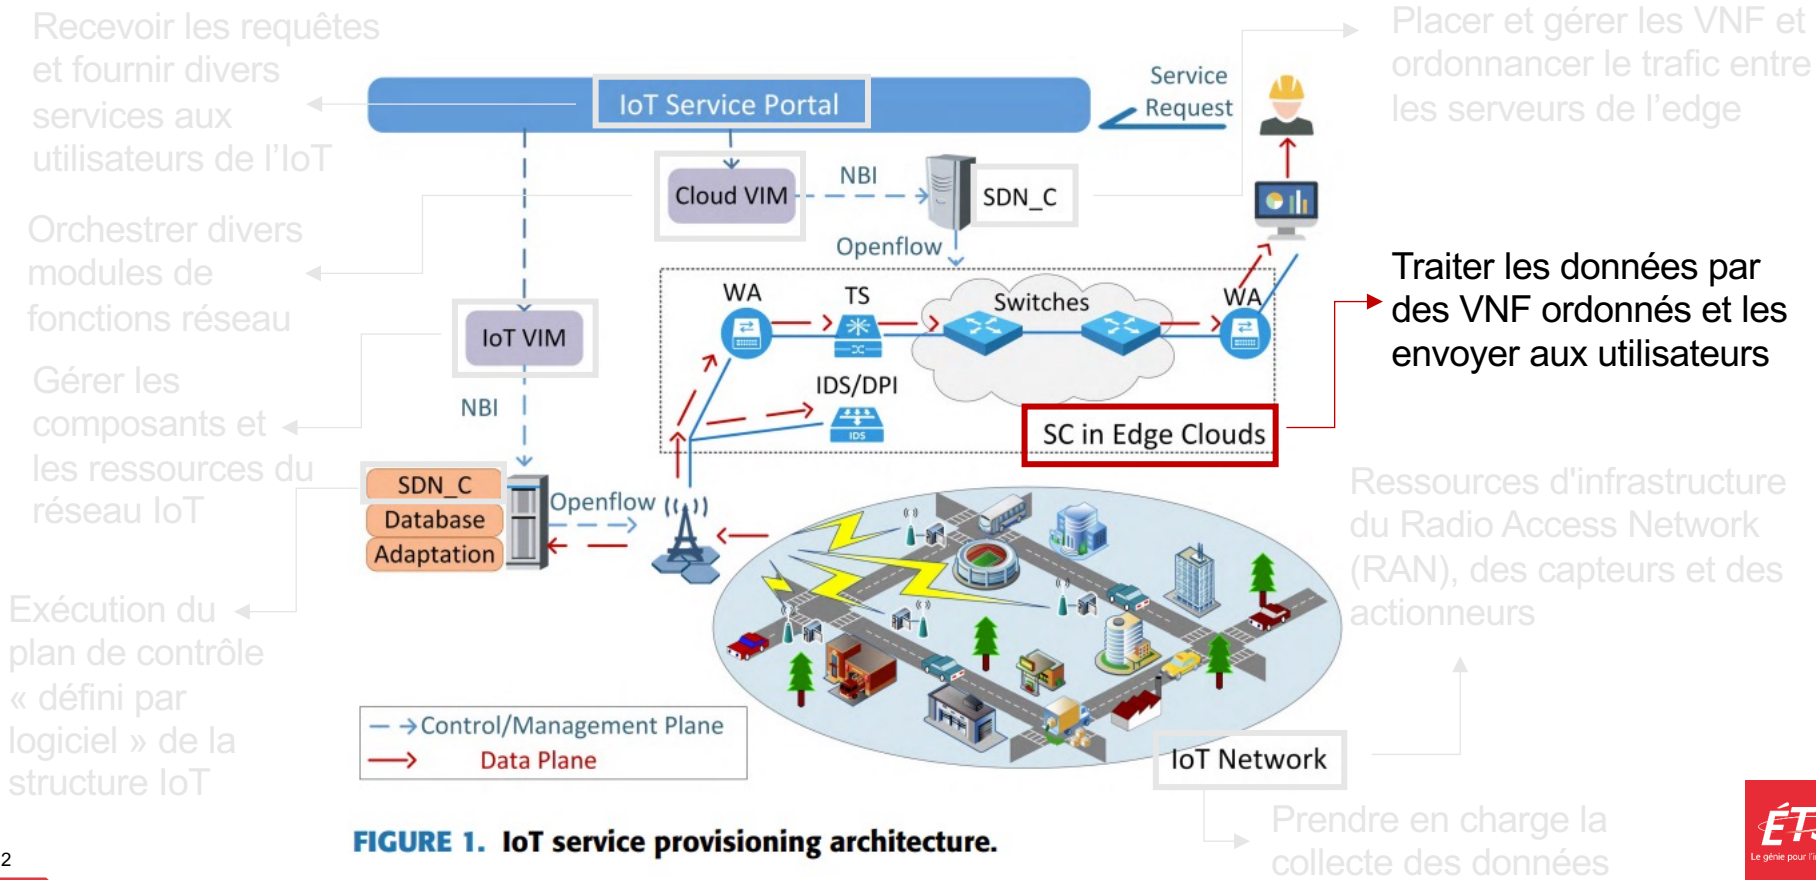 Recevoir les requêtes
et fournir divers
services aux
utilisateurs de l'IoT
Orchestrer divers
modules de
fonctions réseau
Gérer les
composants et
les ressources du
réseau IoT
Exécution du
plan de contrôle
« défini par
logiciel » de la
structure IoT
IoT Service Portal
Service
Request
Cloud VIM
NBI
SDN_C
Openflow
WA
TS
Switches
WA
IDS/DPI
IDS
SC in Edge Clouds
IoT VIM
NBI
SDN_C
Database
Adaptation
Openflow
Control/Management Plane
Data Plane
IoT Network
Placer et gérer les VNF et
ordonnancer le trafic entre
les serveurs de l'edge
Traiter les données par
des VNF ordonnés et les
envoyer aux utilisateurs
Ressources d'infrastructure
du Radio Access Network
(RAN), des capteurs et des
actionneurs
Prendre en charge la
collecte des données
FIGURE 1. IoT service provisioning architecture.
2
ÉTS
Le génie pour l'in